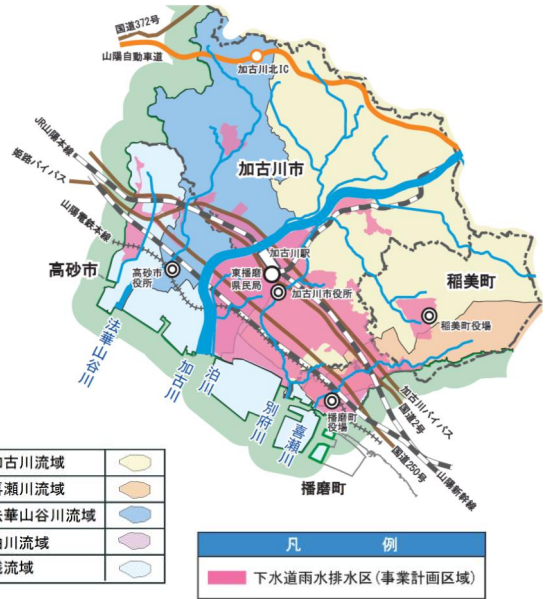 国道372号
山陽自動車道
加古川北IC
JR山陽本線
姫路バイパス
山陽電鉄本線
加古川市
加古川駅
高砂市
高砂市
役所
東播磨
県民局
加古川市役所
稲美町
稲美町役場
法華山谷川
加古川
泊川
別府川
喜瀬川
播磨町
役場
播磨町
加古川バイパス
国道2号
国道250号
山陽新幹線
古川流域
瀬川流域
法華山谷川流域
川流域
流域
凡 例
下水道雨水排水区(事業計画区域)